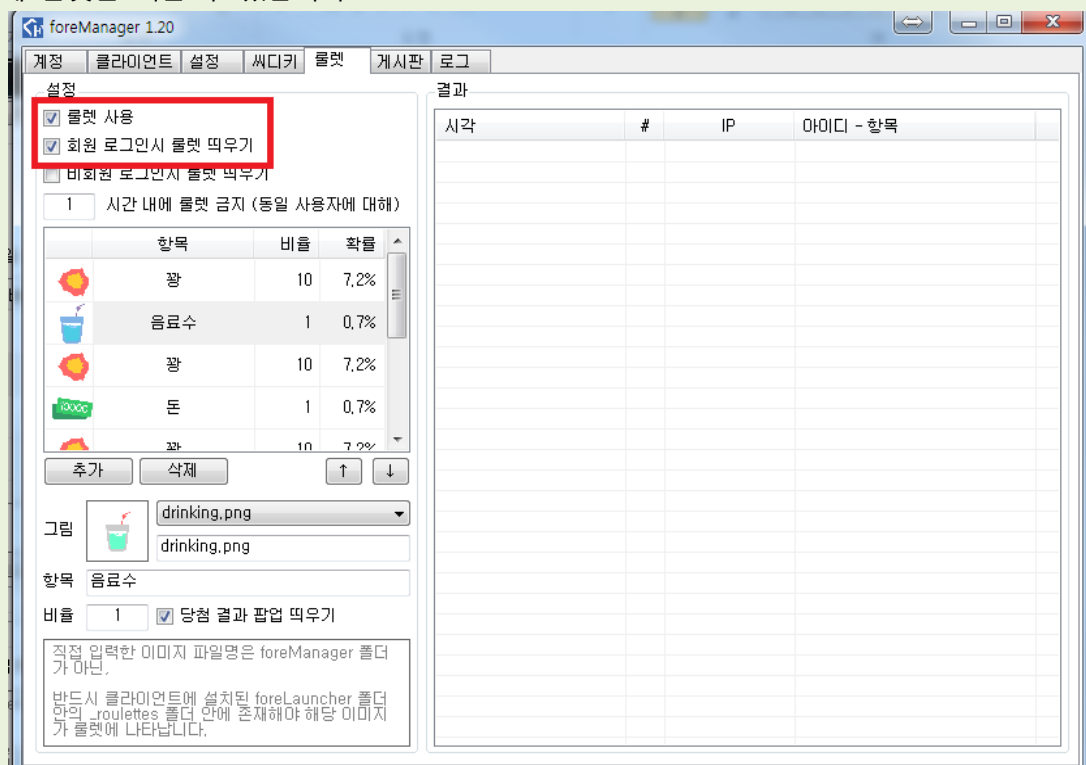 foreManager 1.20
계정 클라이언트 설정 씨디키 룰렛 게시판 로그
설정
룰렛 사용
회원 로그인시 룰렛 띄우기
비회원 로그인시 룰렛 띄우기
1 시간 내에 룰렛 금지 (동일 사용자에 대해)
항목 비율 확률
꽝 10 7.2%
음료수 1 0.7%
꽝 10 7.2%
10000 돈 1 0.7%
꽝 10 7.2%
추가 삭제 ↑ ↓
그림 drinking.png
drinking.png
항목 음료수
비율 1 당첨 결과 팝업 띄우기
직접 입력한 이미지 파일명은 foreManager 폴더
가 아닌,
반드시 클라이언트에 설치된 foreLauncher 폴더
안의 _roulettes 폴더 안에 존재해야 해당 이미지
가 룰렛에 나타납니다.
결과
시각 # IP 아이디 - 항목